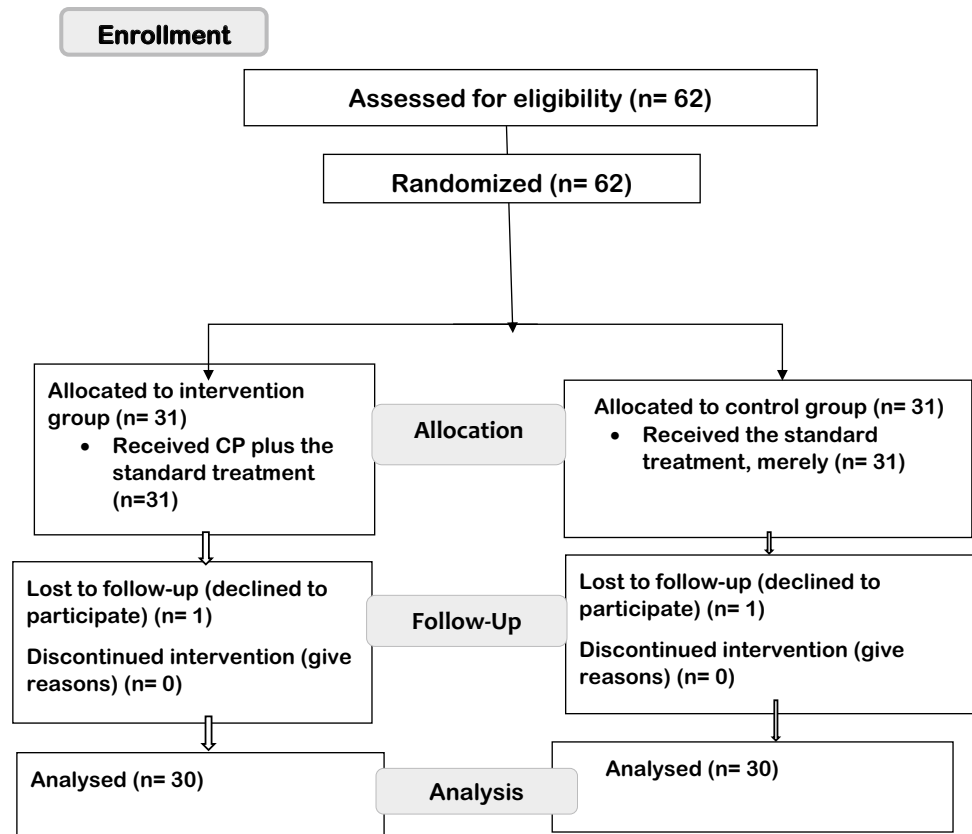 Enrollment
Assessed for eligibility (n= 62)
Randomized (n= 62)
Allocated to intervention
group (n= 31)
• Received CP plus the
standard treatment
(n=31)
Allocation
Allocated to control group (n= 31)
• Received the standard
treatment, merely (n= 31)
Lost to follow-up (declined to
participate) (n= 1)
Discontinued intervention (give
reasons) (n= 0)
Follow-Up
Lost to follow-up (declined to
participate) (n= 1)
Discontinued intervention (give
reasons) (n= 0)
Analysed (n= 30)
Analysis
Analysed (n= 30)